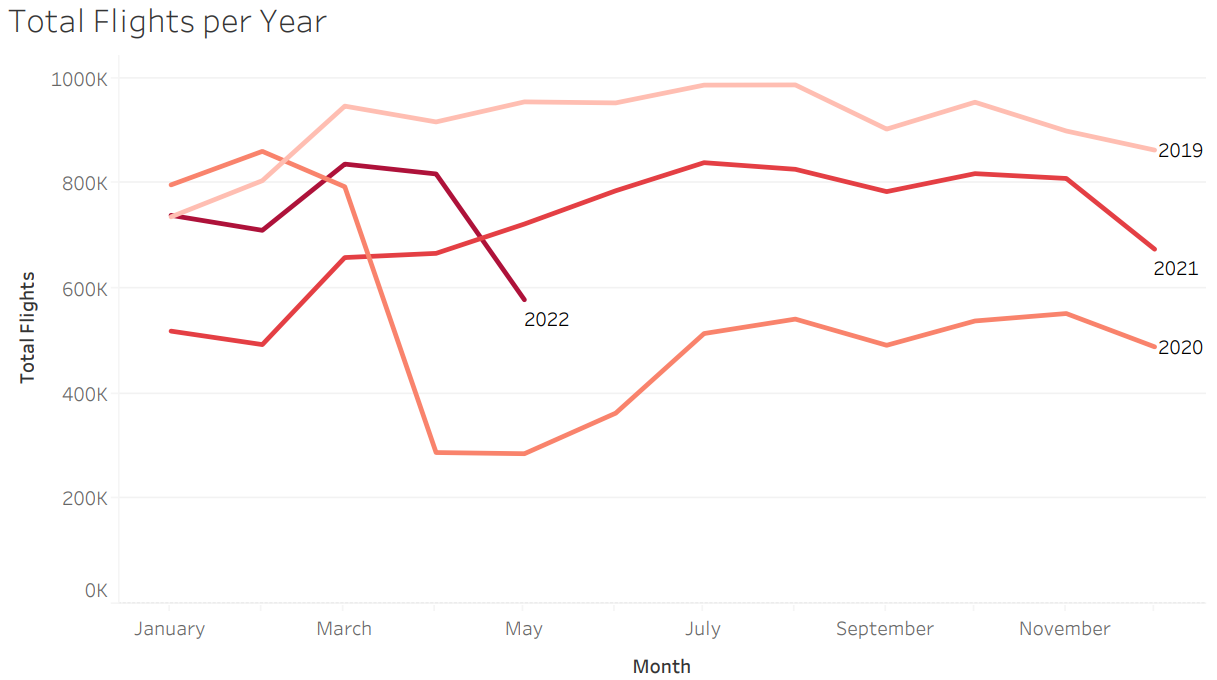 Total Flights per Year
1000K
800K
600K
400K
200K
0K
Total Flights
2019
2021
2022
2020
January March May July September November
Month